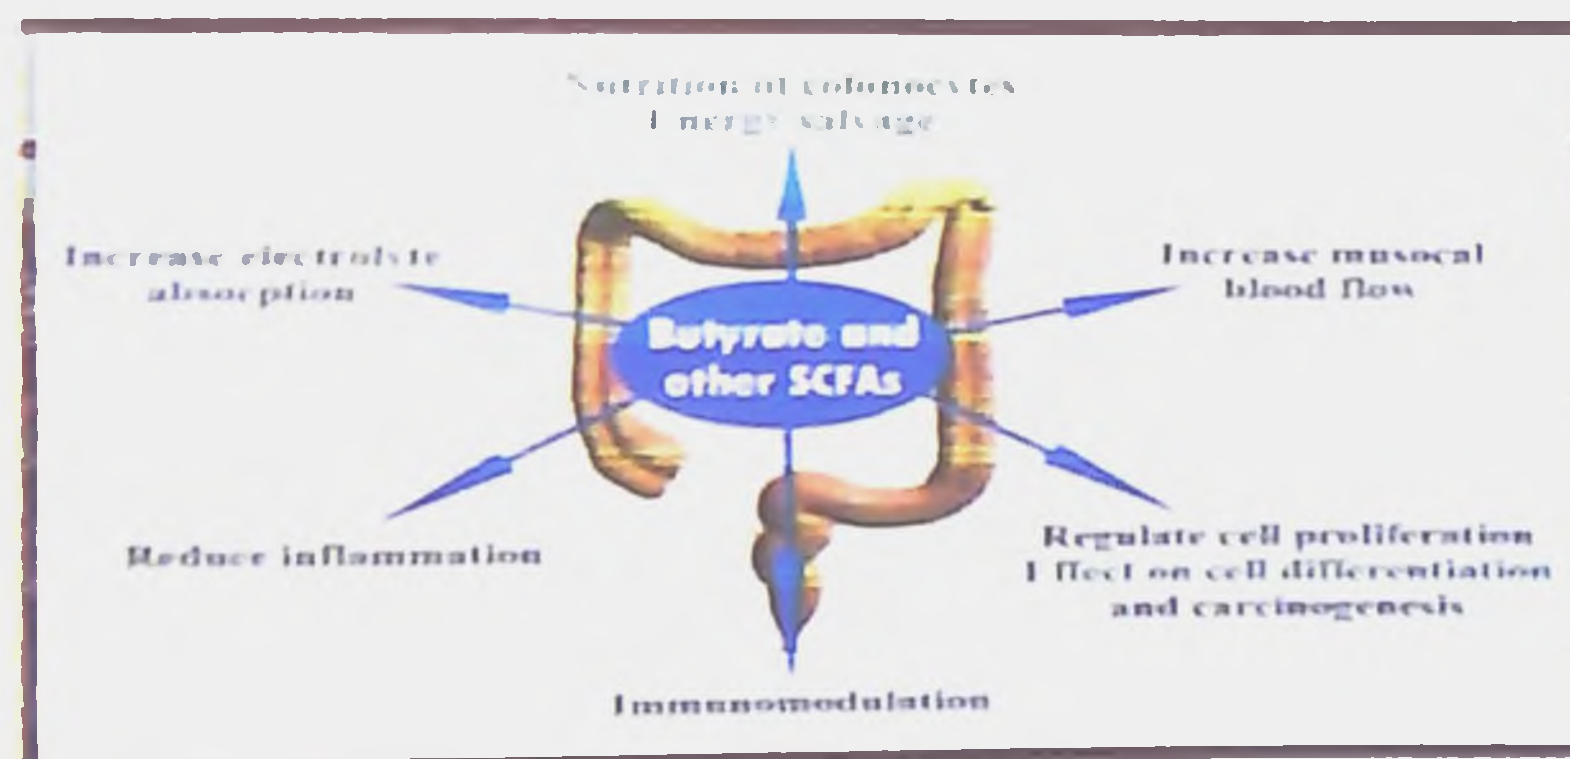 Nutrition of colonocytes
Energy salvage
Increase electrolyte
absorption
Increase musocal
blood flow
Butyrate and
other SCFAs
Reduce inflammation
Regulate cell proliferation
Effect on cell differentiation
and carcinogenesis
Immunomodulation